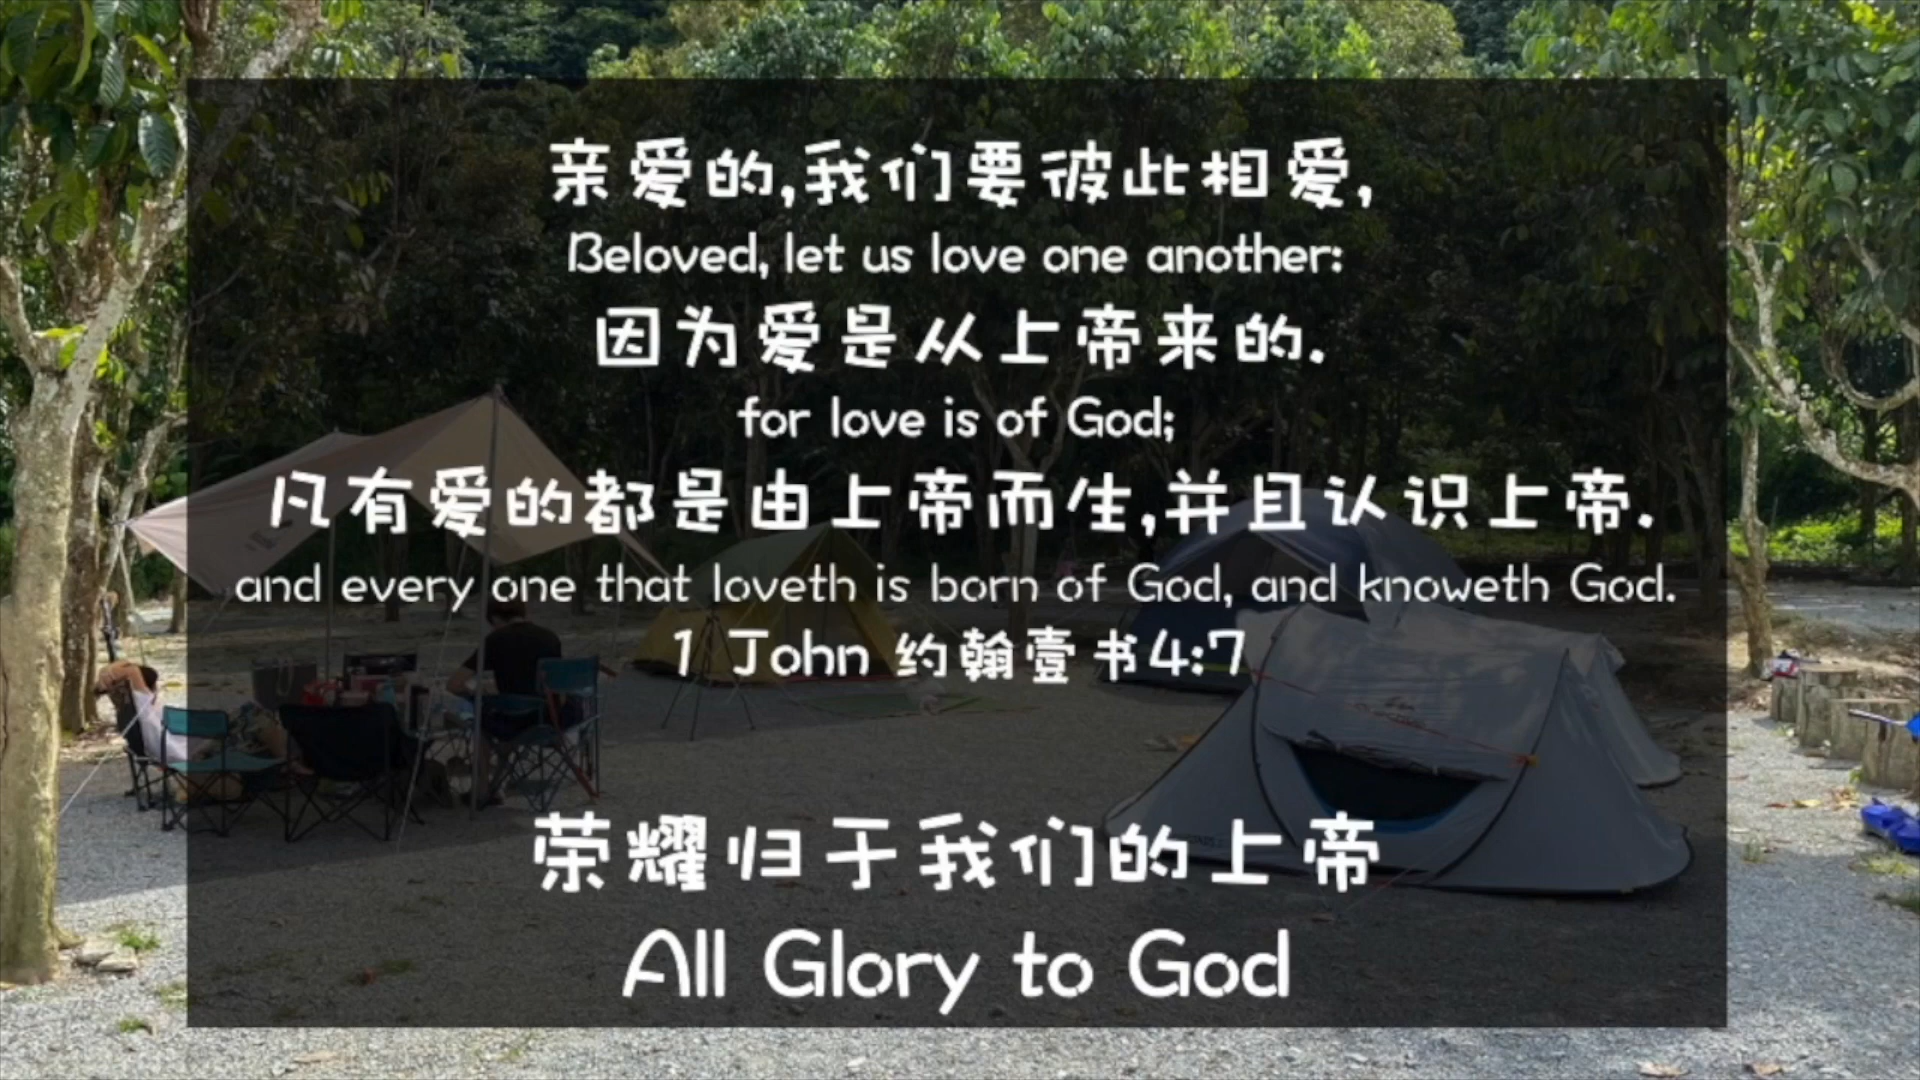 亲爱的,我们要彼此相爱,
Beloved, let us love one another:
因为爱是从上帝来的.
for love is of God;
凡有爱的都是由上帝而生,并且认识上帝.
and every one that loveth is born of God, and knoweth God.
1 John 约翰壹书4:7
荣耀归于我们的上帝
All Glory to God